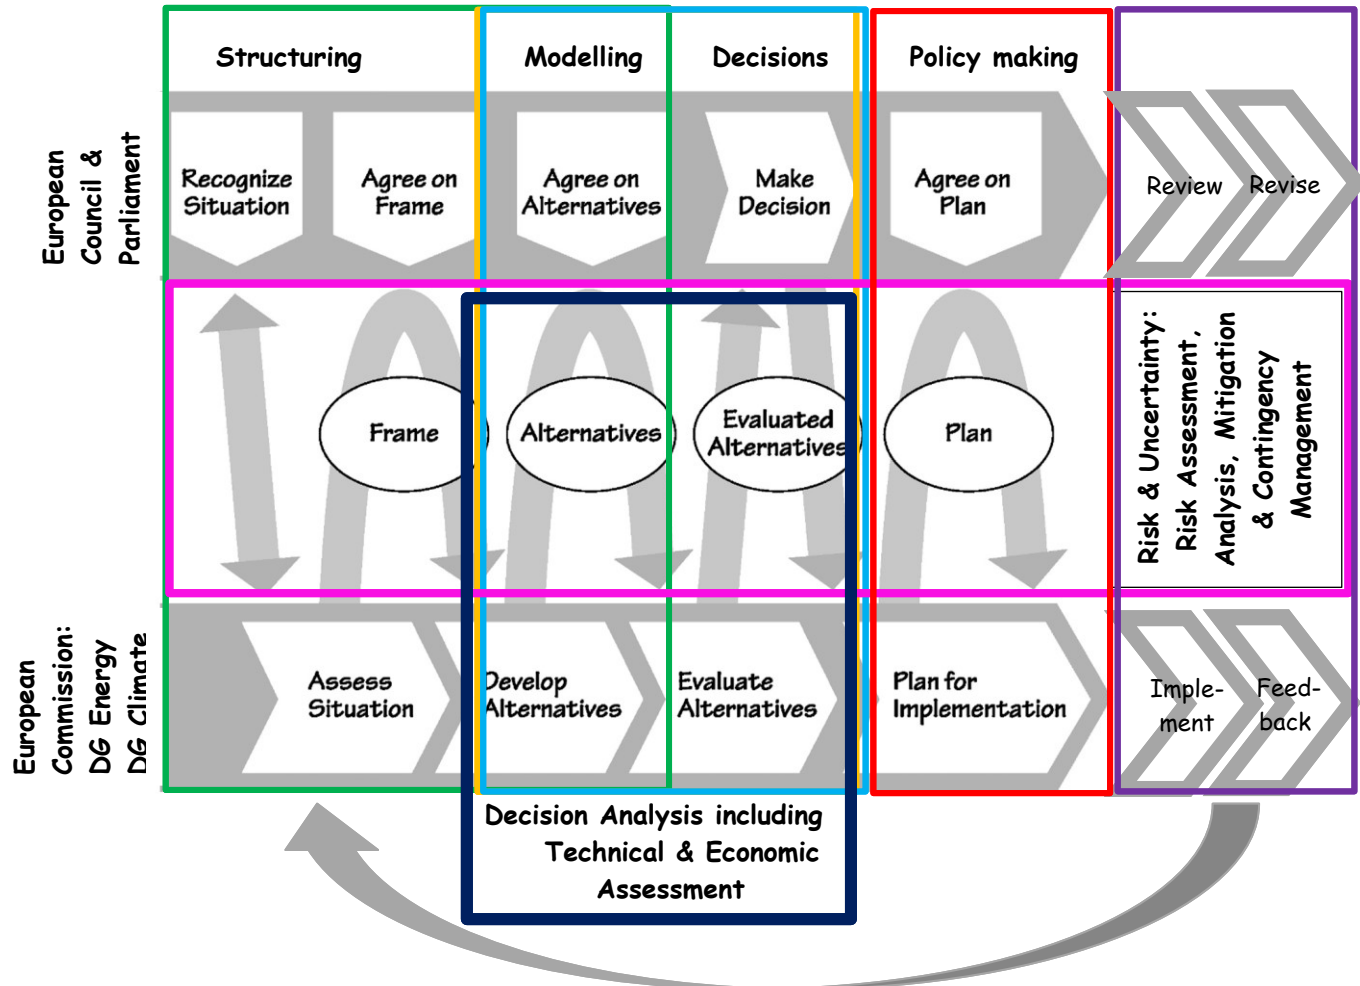 Structuring
Modelling
Decisions
Policy making
European
Council &
Parliament
Recognize
Situation
Agree on
Frame
Agree on
Alternatives
Make
Decision
Agree on
Plan
Review
Revise
Frame
Alternatives
Evaluated
Alternatives
Plan
Risk & Uncertainty:
Risk Assessment,
Analysis, Mitigation
& Contingency
Management
European
Commission:
DG Energy
DG Climate
Assess
Situation
Develop
Alternatives
Evaluate
Alternatives
Plan for
Implementation
Imple-
ment
Feed-
back
Decision Analysis including
Technical & Economic
Assessment